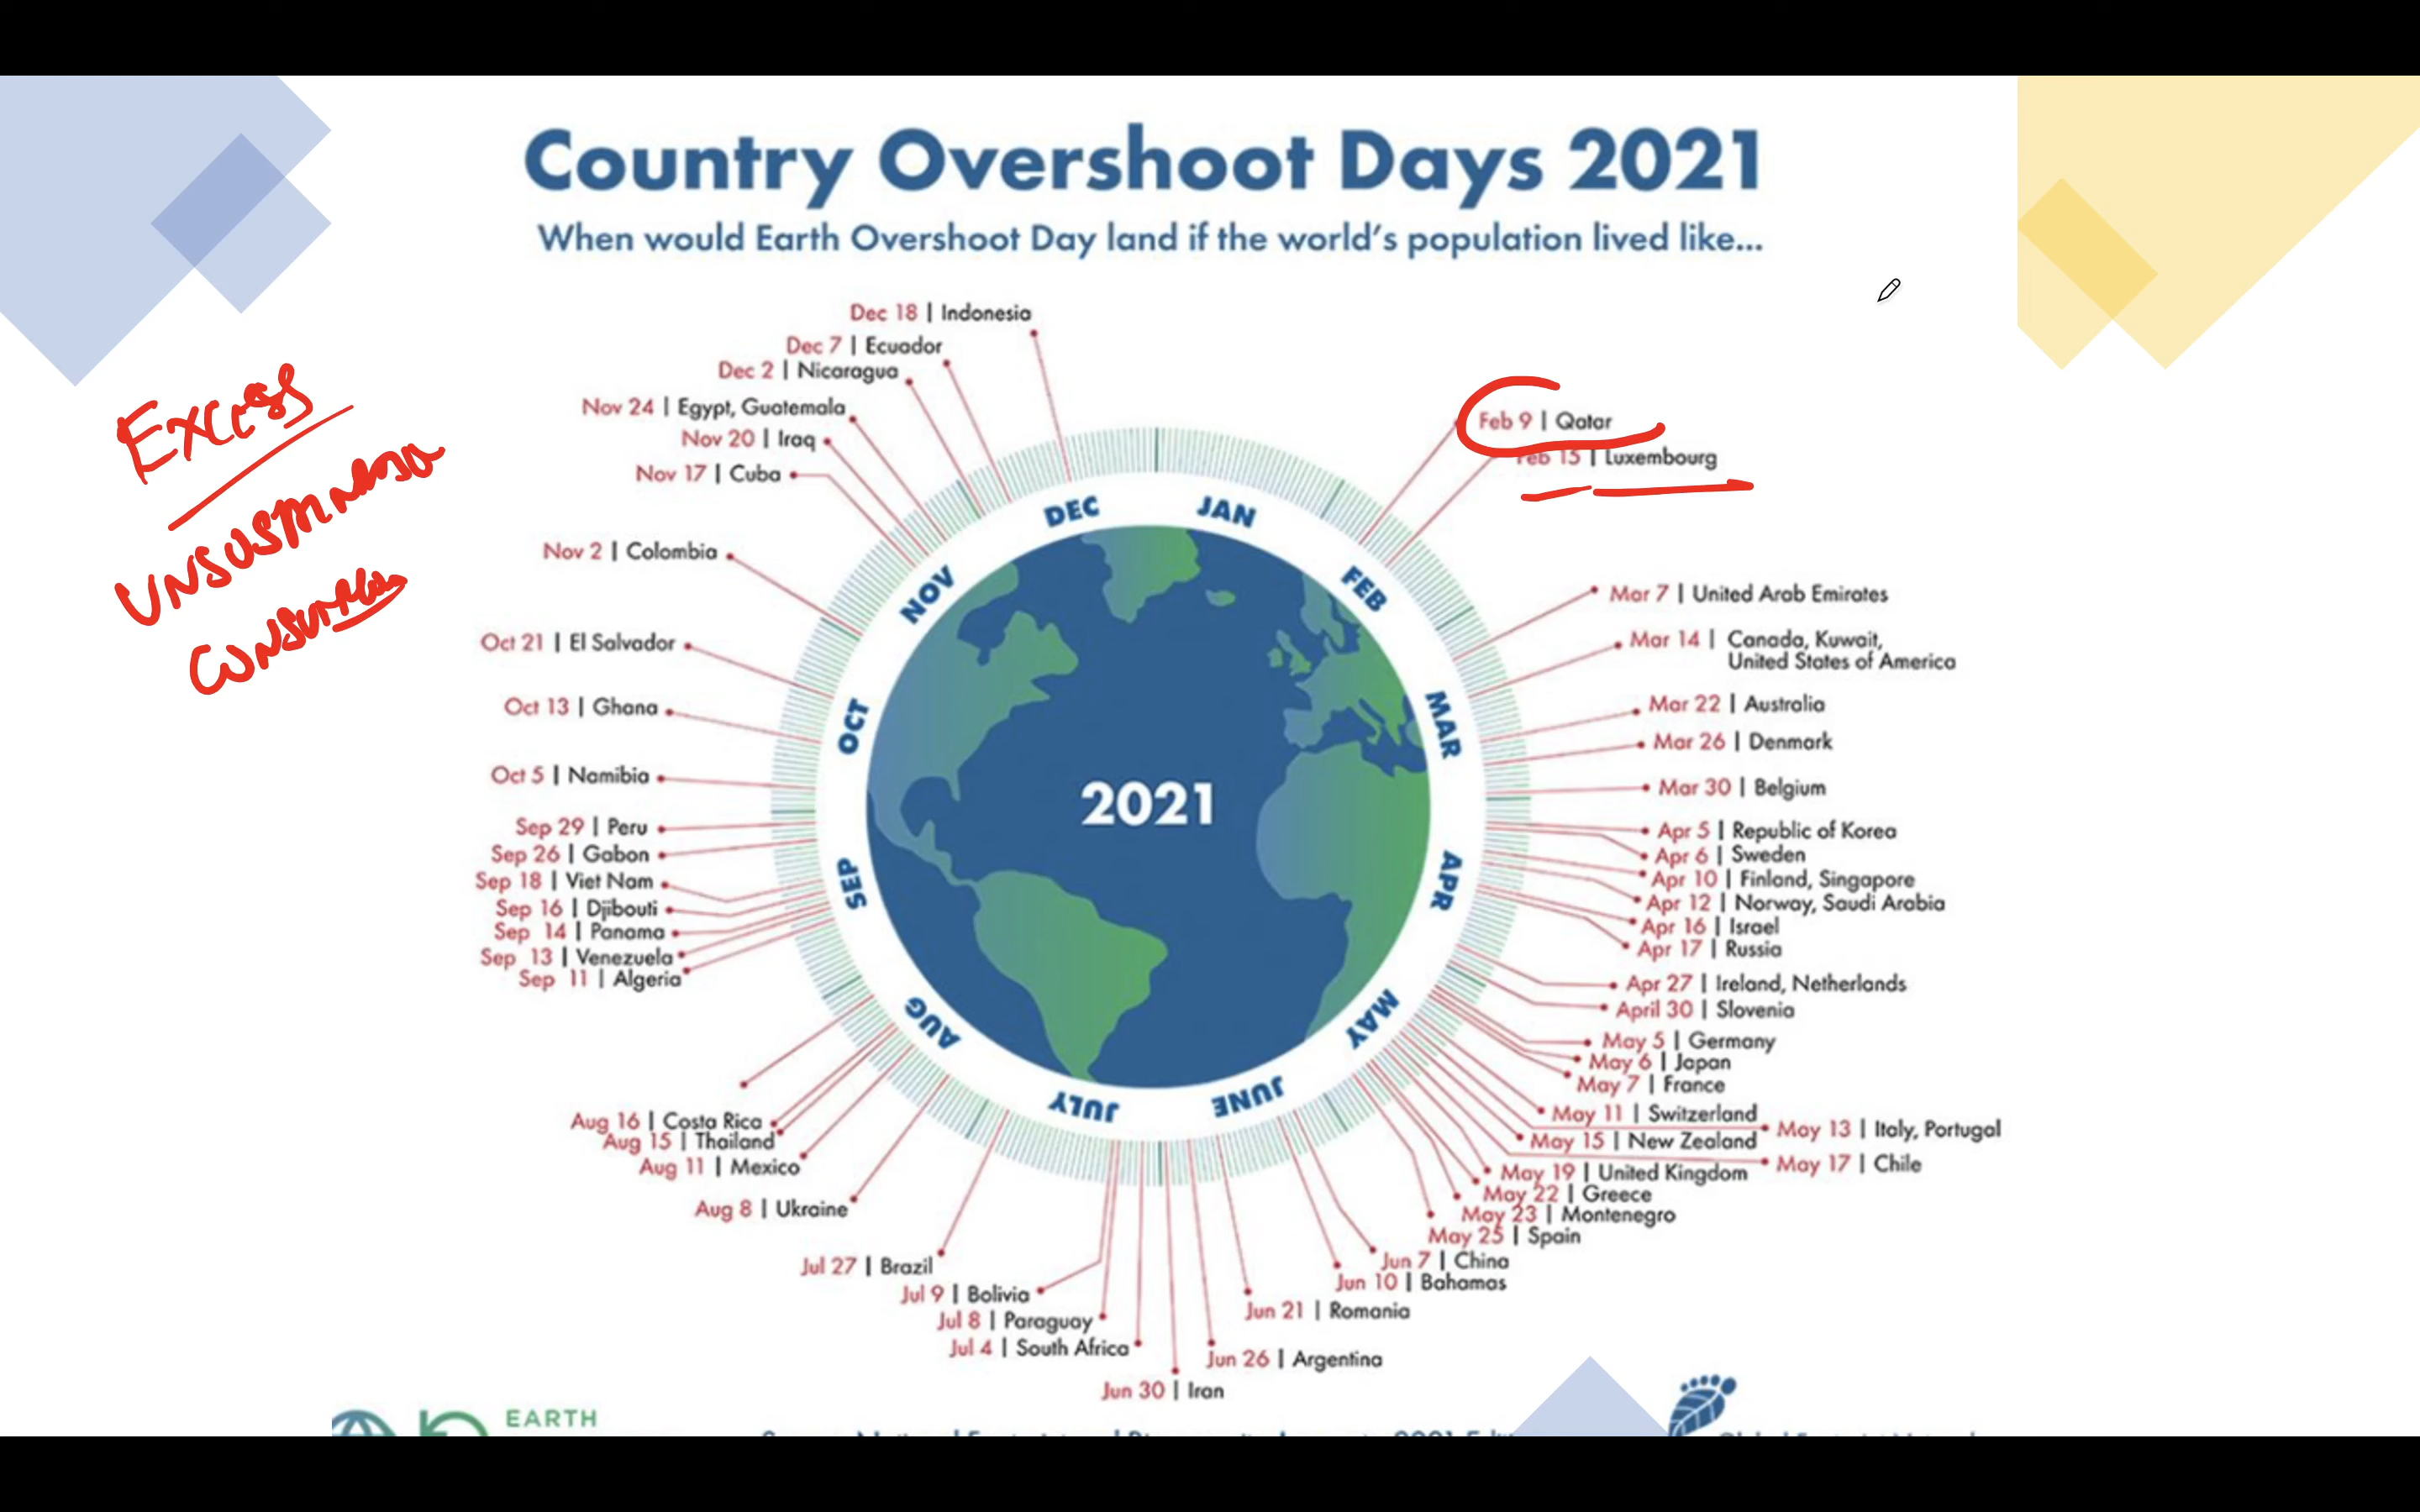 Country Overshoot Days 2021
When would Earth Overshoot Day land if the world's population lived like...
Dec 18 | Indonesia
Dec 7 | Ecuador
Dec 2 | Nicaragua
Nov 24 | Egypt, Guatemala
Nov 20 | Iraq
Nov 17 | Cuba
Nov 2 | Colombia
Oct 21 | El Salvador
Oct 13 | Ghana
Oct 5 | Namibia
Sep 29 | Peru
Sep 26 | Gabon
Sep 18 | Viet Nam
Sep 16 | Djibouti
Sep 14 | Panama
Sep 13 | Venezuela
Sep 11 | Algeria
Aug 16 | Costa Rica
Aug 15 | Thailand
Aug 11 | Mexico
Aug 8 | Ukraine
Jul 27 | Brazil
Jul 9 | Bolivia
Jul 8 | Paraguay
Jul 4 | South Africa
Jun 30 | Iran
Feb 9 | Qatar
Feb 15 | Luxembourg
Mar 7 | United Arab Emirates
Mar 14 | Canada, Kuwait,
United States of America
Mar 22 | Australia
Mar 26 | Denmark
Mar 30 | Belgium
Apr 5 | Republic of Korea
Apr 6 | Sweden
Apr 10 | Finland, Singapore
Apr 12 | Norway, Saudi Arabia
Apr 16 | Israel
Apr 17 | Russia
Apr 27 | Ireland, Netherlands
April 30 | Slovenia
May 5 | Germany
May 6 | Japan
May 7 | France
May 11 | Switzerland
May 13 | Italy, Portugal
May 15 | New Zealand
May 17 | Chile
May 19 | United Kingdom
May 22 | Greece
May 23 | Montenegro
May 25 | Spain
Jun 7 | China
Jun 10 | Bahamas
Jun 21 | Romania
Jun 26 | Argentina
JAN
FEB
MAR
APR
MAY
JUNE
JULY
AUG
SEP
OCT
NOV
DEC
2021
Excess
EARTH